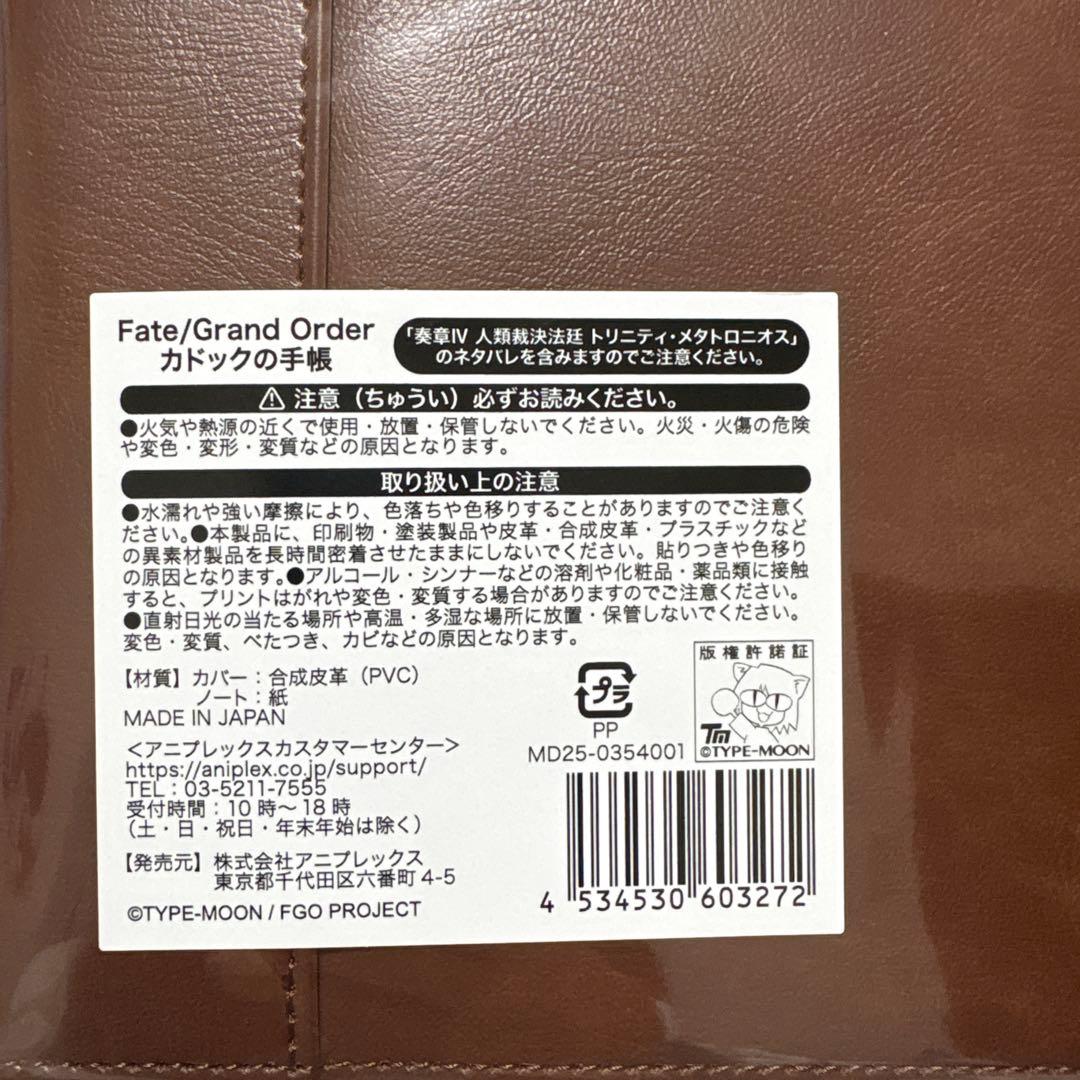 Fate/Grand Order
カドックの手帳
「奏章Ⅳ 人類裁決法廷 トリニティ・メタトロニオス」
のネタバレを含みますのでご注意ください。
⚠ 注意（ちゅうい）必ずお読みください。
●火気や熱源の近くで使用・放置・保管しないでください。火災・火傷の危険
や変色・変形・変質などの原因となります。
取り扱い上の注意
●水濡れや強い摩擦により、色落ちや色移りすることがありますのでご注意く
ださい。●本製品に、印刷物・塗装製品や皮革・合成皮革・プラスチックなど
の異素材製品を長時間密着させたままにしないでください。貼りつきや色移り
の原因となります。●アルコール・シンナーなどの溶剤や化粧品・薬品類に接触
すると、プリントはがれや変色・変質する場合がありますのでご注意ください。
●直射日光の当たる場所や高温・多湿な場所に放置・保管しないでください。
変色・変質、べたつき、カビなどの原因となります。
【材質】カバー：合成皮革（PVC）
ノート：紙
MADE IN JAPAN
＜アニプレックスカスタマーセンター＞
https://aniplex.co.jp/support/
TEL：03-5211-7555
受付時間：10時～18時
（土・日・祝日・年末年始は除く）
【発売元】株式会社アニプレックス
東京都千代田区六番町4-5
©TYPE-MOON / FGO PROJECT
プラ
PP
MD25-0354001
版権許諾証
TM
©TYPE-MOON
4 534530 603272